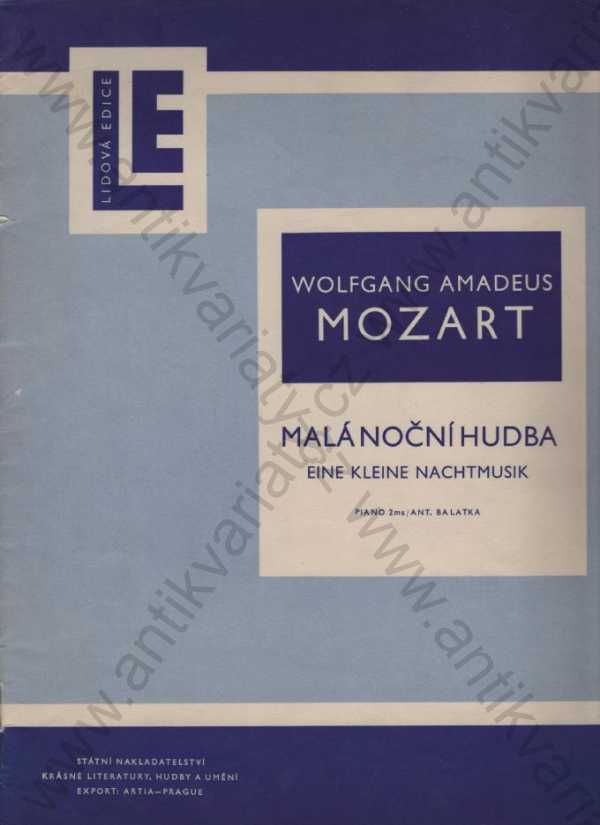 LIDOVÁ EDICE
LE
WOLFGANG AMADEUS
MOZART
MALÁ NOČNÍ HUDBA
EINE KLEINE NACHTMUSIK
PIANO 2ms/ANT. BALATKA
STÁTNÍ NAKLADATELSTVÍ
KRÁSNÉ LITERATURY, HUDBY A UMĚNÍ
EXPORT: ARTIA—PRAGUE
www.antikvariaty.cz
www.antikvariaty.cz